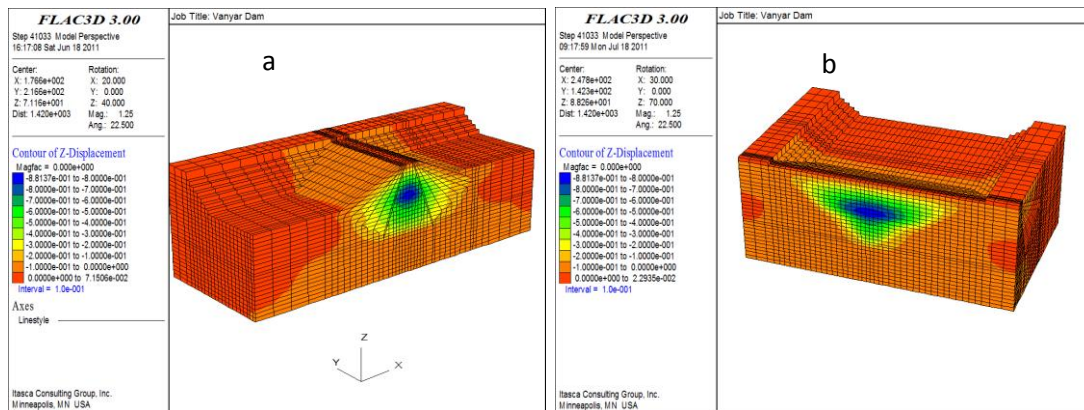 FLAC3D 3.00
Step 41033 Model Perspective
16:17:08 Sat Jun 18 2011
Center:
Rotation:
X: 1.766e+002
X: 20.000
Y: 2.166e+002
Y: 0.000
Z: 7.116e+001
Z: 40.000
Dist: 1.420e+003
Mag.: 1.25
Ang.: 22.500
Contour of Z-Displacement
Magfac = 0.000e+000
-8.8137e-001 to -8.0000e-001
-8.0000e-001 to -7.0000e-001
-7.0000e-001 to -6.0000e-001
-6.0000e-001 to -5.0000e-001
-5.0000e-001 to -4.0000e-001
-4.0000e-001 to -3.0000e-001
-3.0000e-001 to -2.0000e-001
-2.0000e-001 to -1.0000e-001
-1.0000e-001 to 0.0000e+000
0.0000e+000 to 7.1506e-002
Interval = 1.0e-001
Axes
Linestyle
Itasca Consulting Group, Inc.
Minneapolis, MN USA
Job Title: Vanyar Dam
a
Z
Y
X
FLAC3D 3.00
Step 41033 Model Perspective
09:17:59 Mon Jul 18 2011
Center:
Rotation:
X: 2.478e+002
X: 30.000
Y: 1.423e+002
Y: 0.000
Z: 8.826e+001
Z: 70.000
Dist: 1.420e+003
Mag.: 1.25
Ang.: 22.500
Contour of Z-Displacement
Magfac = 0.000e+000
-8.8137e-001 to -8.0000e-001
-8.0000e-001 to -7.0000e-001
-7.0000e-001 to -6.0000e-001
-6.0000e-001 to -5.0000e-001
-5.0000e-001 to -4.0000e-001
-4.0000e-001 to -3.0000e-001
-3.0000e-001 to -2.0000e-001
-2.0000e-001 to -1.0000e-001
-1.0000e-001 to 0.0000e+000
0.0000e+000 to 2.2935e-002
Interval = 1.0e-001
Itasca Consulting Group, Inc.
Minneapolis, MN USA
Job Title: Vanyar Dam
b